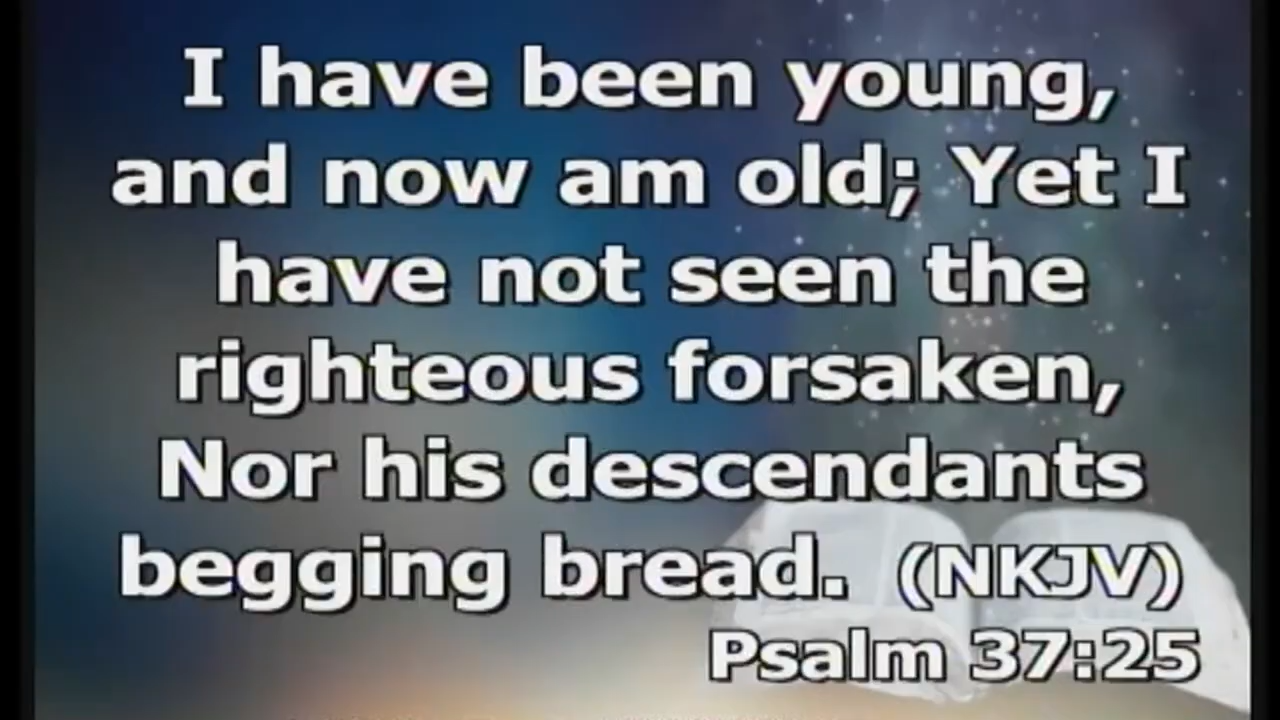 I have been young,
and now am old; Yet I
have not seen the
righteous forsaken,
Nor his descendants
begging bread. (NKJV)
Psalm 37:25